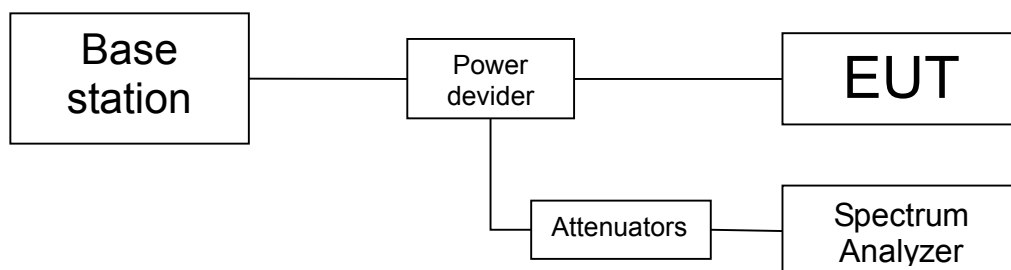 Base
station
Power
devider
EUT
Attenuators
Spectrum
Analyzer